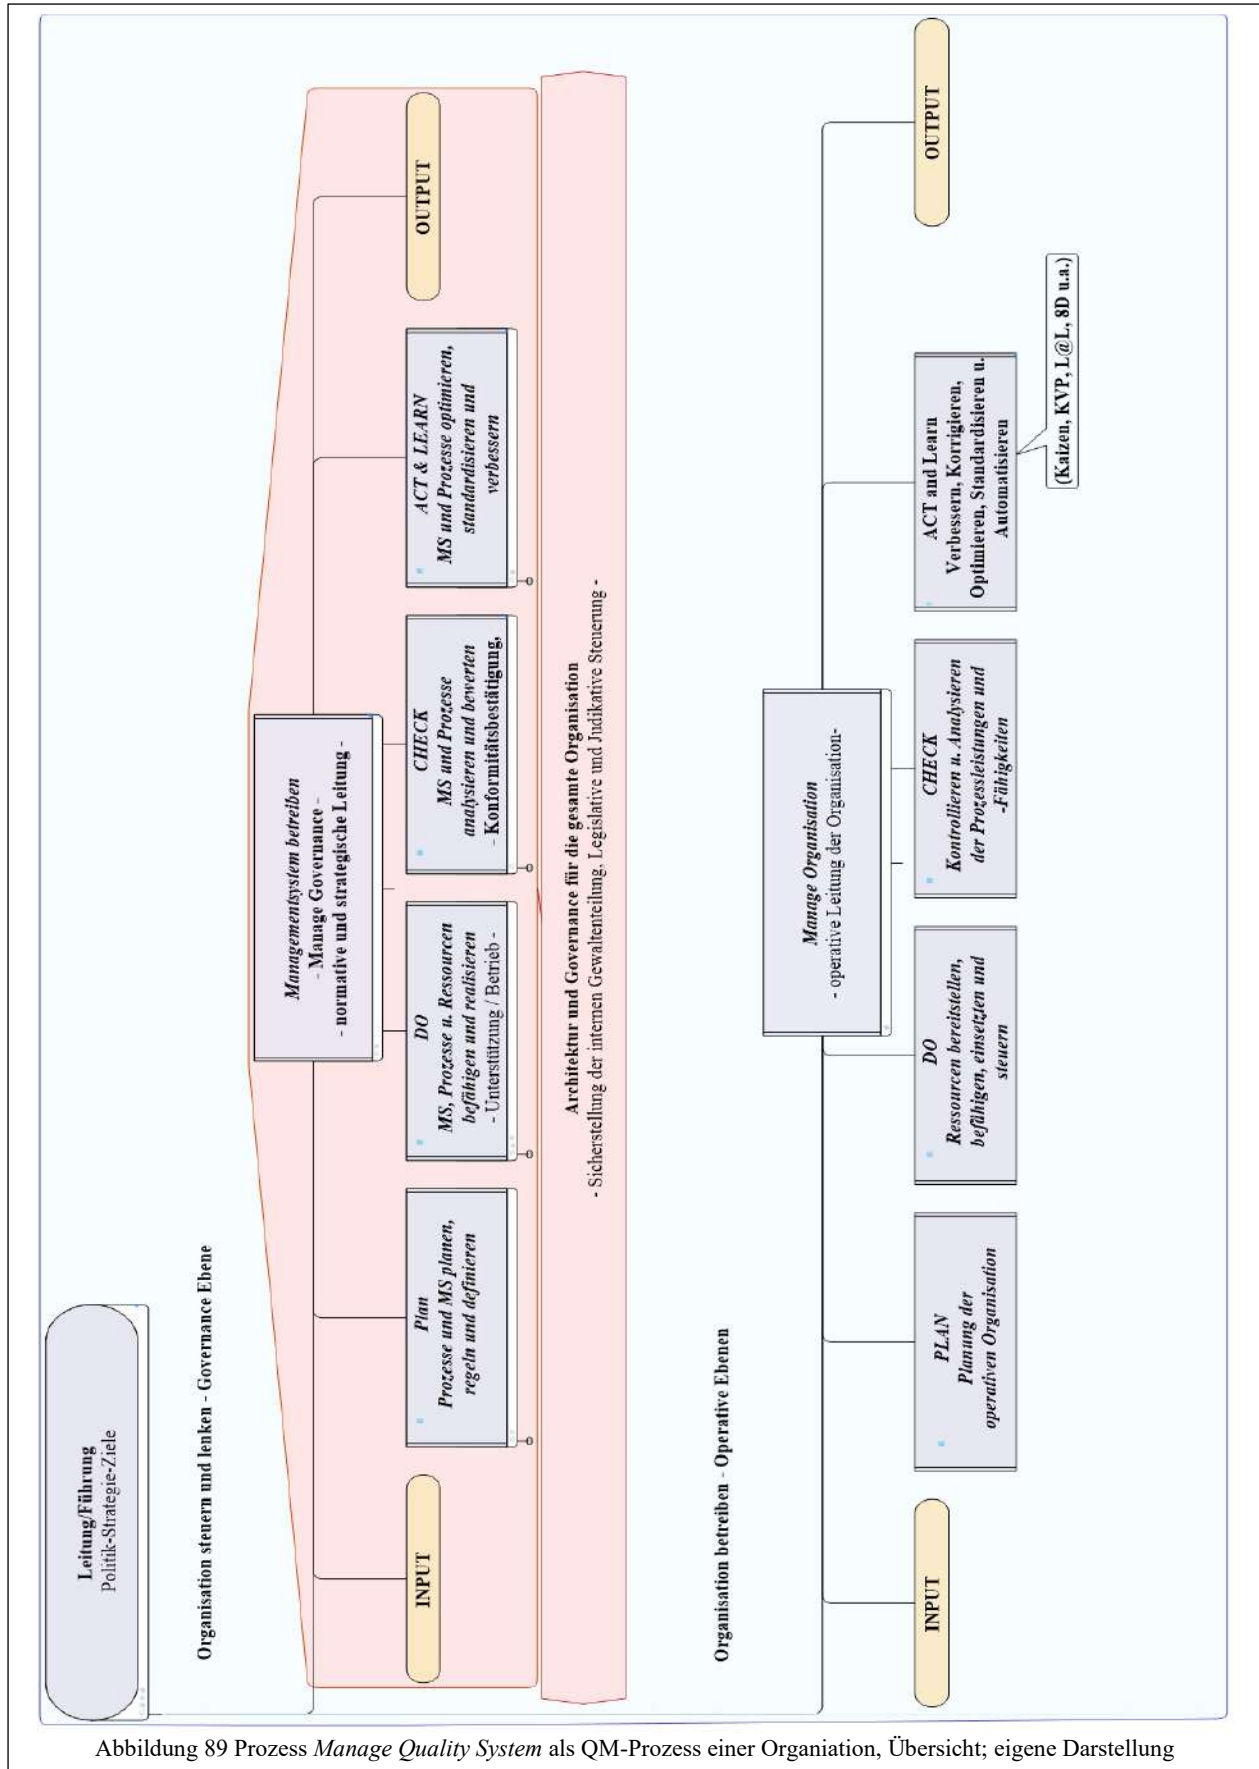 Leitung/Führung
Politik-Strategie-Ziele
Organisation steuern und lenken - Governance Ebene
Managementsystem betreiben
- Manage Governance -
- normative und strategische Leitung -
INPUT
Plan
Prozesse und MS planen,
regeln und definieren
DO
MS, Prozesse u. Ressourcen
befähigen und realisieren
- Unterstützung / Betrieb -
CHECK
MS und Prozesse
analysieren und bewerten
- Konformitätsbestätigung,
ACT & LEARN
MS und Prozesse optimieren,
standardisieren und
verbessern
OUTPUT
Architektur und Governance für die gesamte Organisation
- Sicherstellung der internen Gewaltenteilung, Legislative und Judikative Steuerung -
Organisation betreiben - Operative Ebenen
Manage Organisation
- operative Leitung der Organisation-
INPUT
PLAN
Planung der
operativen Organisation
DO
Ressourcen bereitstellen,
befähigen, einsetzten und
steuern
CHECK
Kontrollieren u. Analysieren
der Prozessleistungen und
-Fähigkeiten
ACT and Learn
Verbessern, Korrigieren,
Optimieren, Standardisieren u.
Automatisieren
(Kaizen, KVP, L@L, 8D u.a.)
OUTPUT
Abbildung 89 Prozess Manage Quality System als QM-Prozess einer Organiation, Übersicht; eigene Darstellung